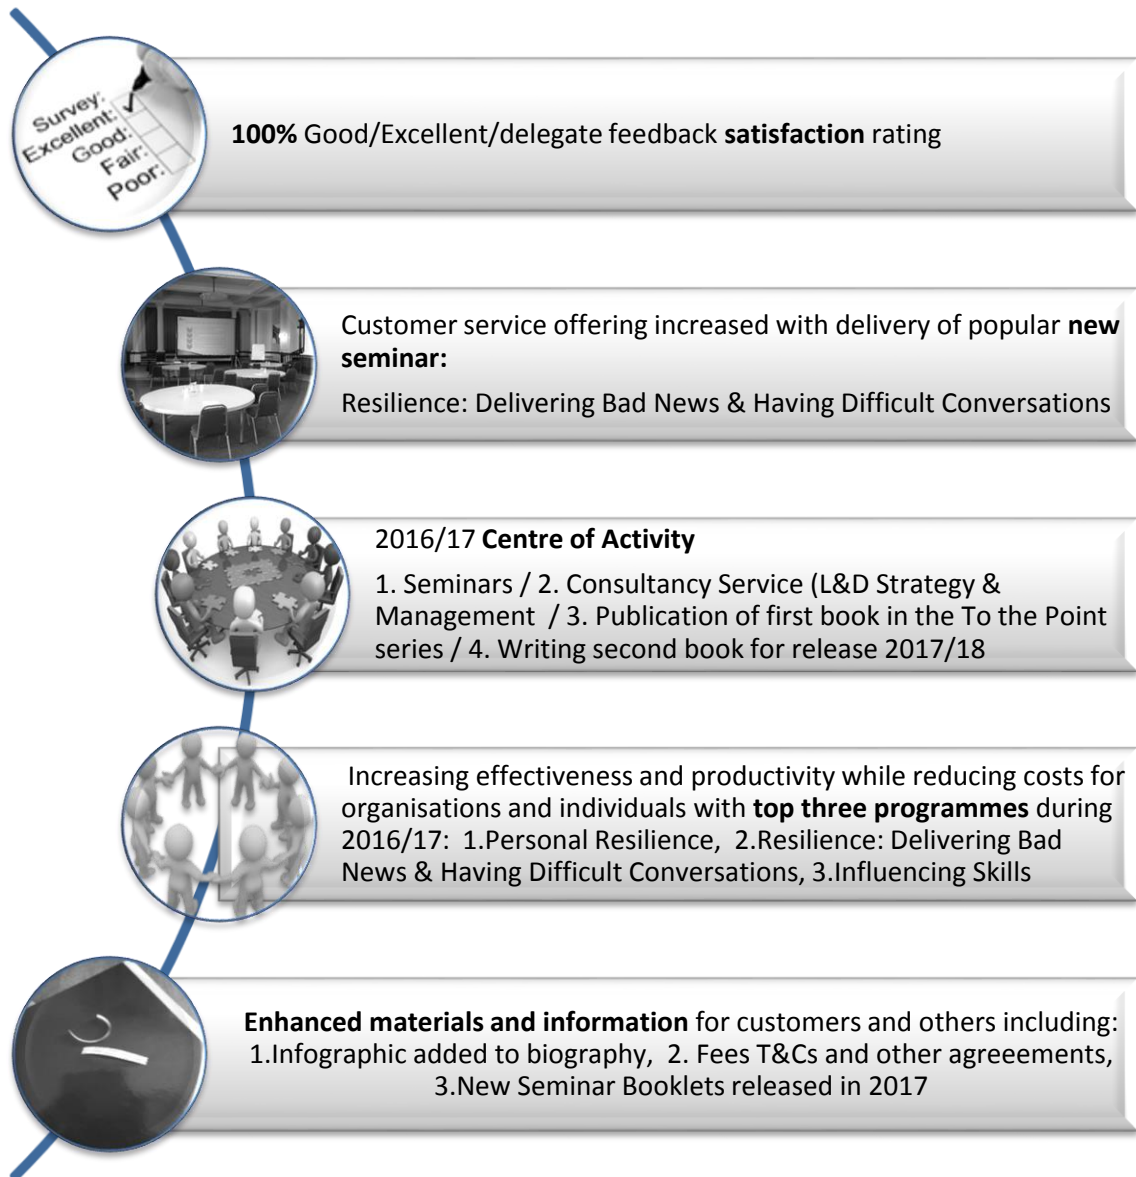 Survey:
Excellent:
Good:
Fair:
Poor:
100% Good/Excellent/delegate feedback satisfaction rating
Customer service offering increased with delivery of popular new
seminar:
Resilience: Delivering Bad News & Having Difficult Conversations
2016/17 Centre of Activity
1. Seminars / 2. Consultancy Service (L&D Strategy &
Management / 3. Publication of first book in the To the Point
series / 4. Writing second book for release 2017/18
Increasing effectiveness and productivity while reducing costs for
organisations and individuals with top three programmes during
2016/17: 1.Personal Resilience, 2.Resilience: Delivering Bad
News & Having Difficult Conversations, 3.Influencing Skills
Enhanced materials and information for customers and others including:
1.Infographic added to biography, 2. Fees T&Cs and other agreeements,
3.New Seminar Booklets released in 2017